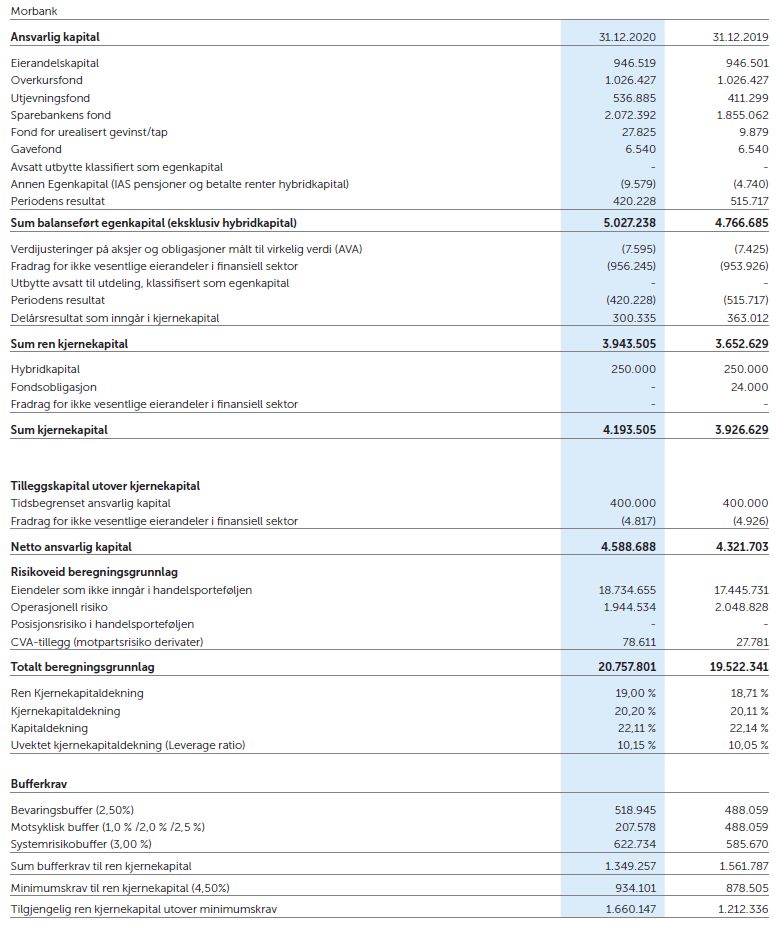 Morbank
Ansvarlig kapital 31.12.2020 31.12.2019
Eierandelskapital 946.519 946.501
Overkursfond 1.026.427 1.026.427
Utjevningsfond 536.885 411.299
Sparebankens fond 2.072.392 1.855.062
Fond for urealisert gevinst/tap 27.825 9.879
Gavefond 6.540 6.540
Avsatt utbytte klassifiert som egenkapital - -
Annen Egenkapital (IAS pensjoner og betalte renter hybridkapital) (9.579) (4.740)
Periodens resultat 420.228 515.717
Sum balanseført egenkapital (eksklusiv hybridkapital) 5.027.238 4.766.685
Verdijusteringer på aksjer og obligasjoner målt til virkelig verdi (AVA) (7.595) (7.425)
Fradrag for ikke vesentlige eierandeler i finansiell sektor (956.245) (953.926)
Utbytte avsatt til utdeling, klassifisert som egenkapital - -
Periodens resultat (420.228) (515.717)
Delårsresultat som inngår i kjernekapital 300.335 363.012
Sum ren kjernekapital 3.943.505 3.652.629
Hybridkapital 250.000 250.000
Fondsobligasjon - 24.000
Fradrag for ikke vesentlige eierandeler i finansiell sektor - -
Sum kjernekapital 4.193.505 3.926.629
Tilleggskapital utover kjernekapital
Tidsbegrenset ansvarlig kapital 400.000 400.000
Fradrag for ikke vesentlige eierandeler i finansiell sektor (4.817) (4.926)
Netto ansvarlig kapital 4.588.688 4.321.703
Risikoveid beregningsgrunnlag
Eiendeler som ikke inngår i handelsporteføljen 18.734.655 17.445.731
Operasjonell risiko 1.944.534 2.048.828
Posisjonsrisiko i handelsporteføljen - -
CVA-tillegg (motpartsrisiko derivater) 78.611 27.781
Totalt beregningsgrunnlag 20.757.801 19.522.341
Ren Kjernekapitaldekning 19,00 % 18,71 %
Kjernekapitaldekning 20,20 % 20,11 %
Kapitaldekning 22,11 % 22,14 %
Uvektet kjernekapitaldekning (Leverage ratio) 10,15 % 10,05 %
Bufferkrav
Bevaringsbuffer (2,50%) 518.945 488.059
Motsyklisk buffer (1,0 % /2,0 % /2,5 %) 207.578 488.059
Systemrisikobuffer (3,00 %) 622.734 585.670
Sum bufferkrav til ren kjernekapital 1.349.257 1.561.787
Minimumskrav til ren kjernekapital (4,50%) 934.101 878.505
Tilgjengelig ren kjernekapital utover minimumskrav 1.660.147 1.212.336